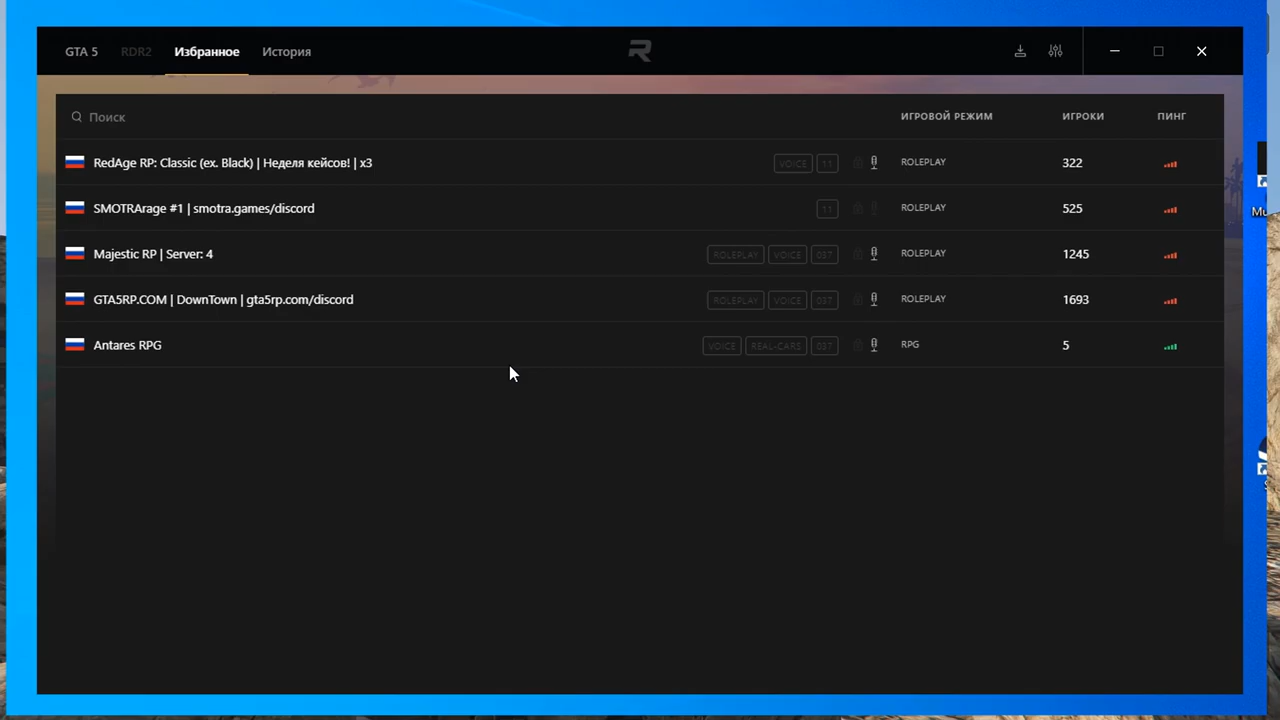 GTA 5 RDR2 Избранное История
Поиск ИГРОВОЙ РЕЖИМ ИГРОКИ ПИНГ
RedAge RP: Classic (ex. Black) | Неделя кейсов! | x3 VOICE 11 ROLEPLAY 322
SMOTRArage #1 | smotra.games/discord 11 ROLEPLAY 525
Majestic RP | Server: 4 ROLEPLAY VOICE 037 ROLEPLAY 1245
GTA5RP.COM | DownTown | gta5rp.com/discord ROLEPLAY VOICE 037 ROLEPLAY 1693
Antares RPG VOICE REAL-CARS 037 RPG 5